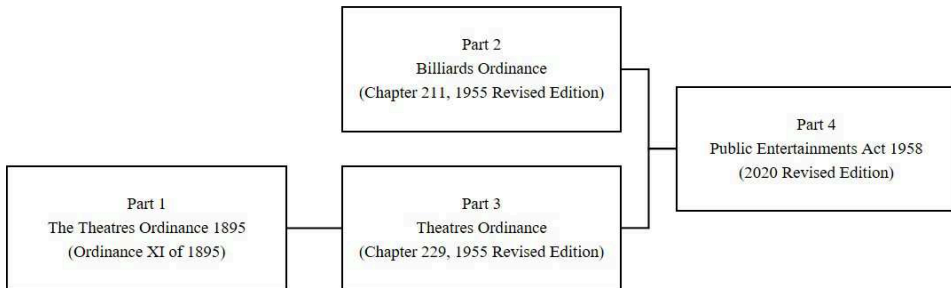 Part 2
Billiards Ordinance
(Chapter 211, 1955 Revised Edition)
Part 4
Public Entertainments Act 1958
(2020 Revised Edition)
Part 1
The Theatres Ordinance 1895
(Ordinance XI of 1895)
Part 3
Theatres Ordinance
(Chapter 229, 1955 Revised Edition)